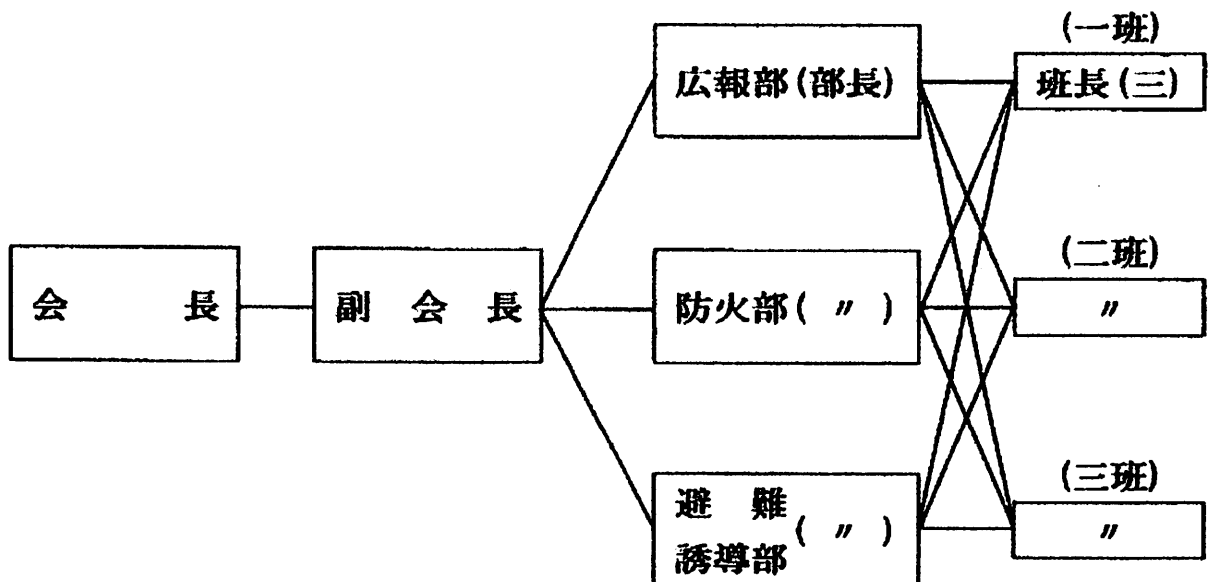 会長
副会長
広報部(部長)
防火部( 〃 )
避難
誘導部( 〃 )
(一班)
班長(三)
(二班)
〃
(三班)
〃